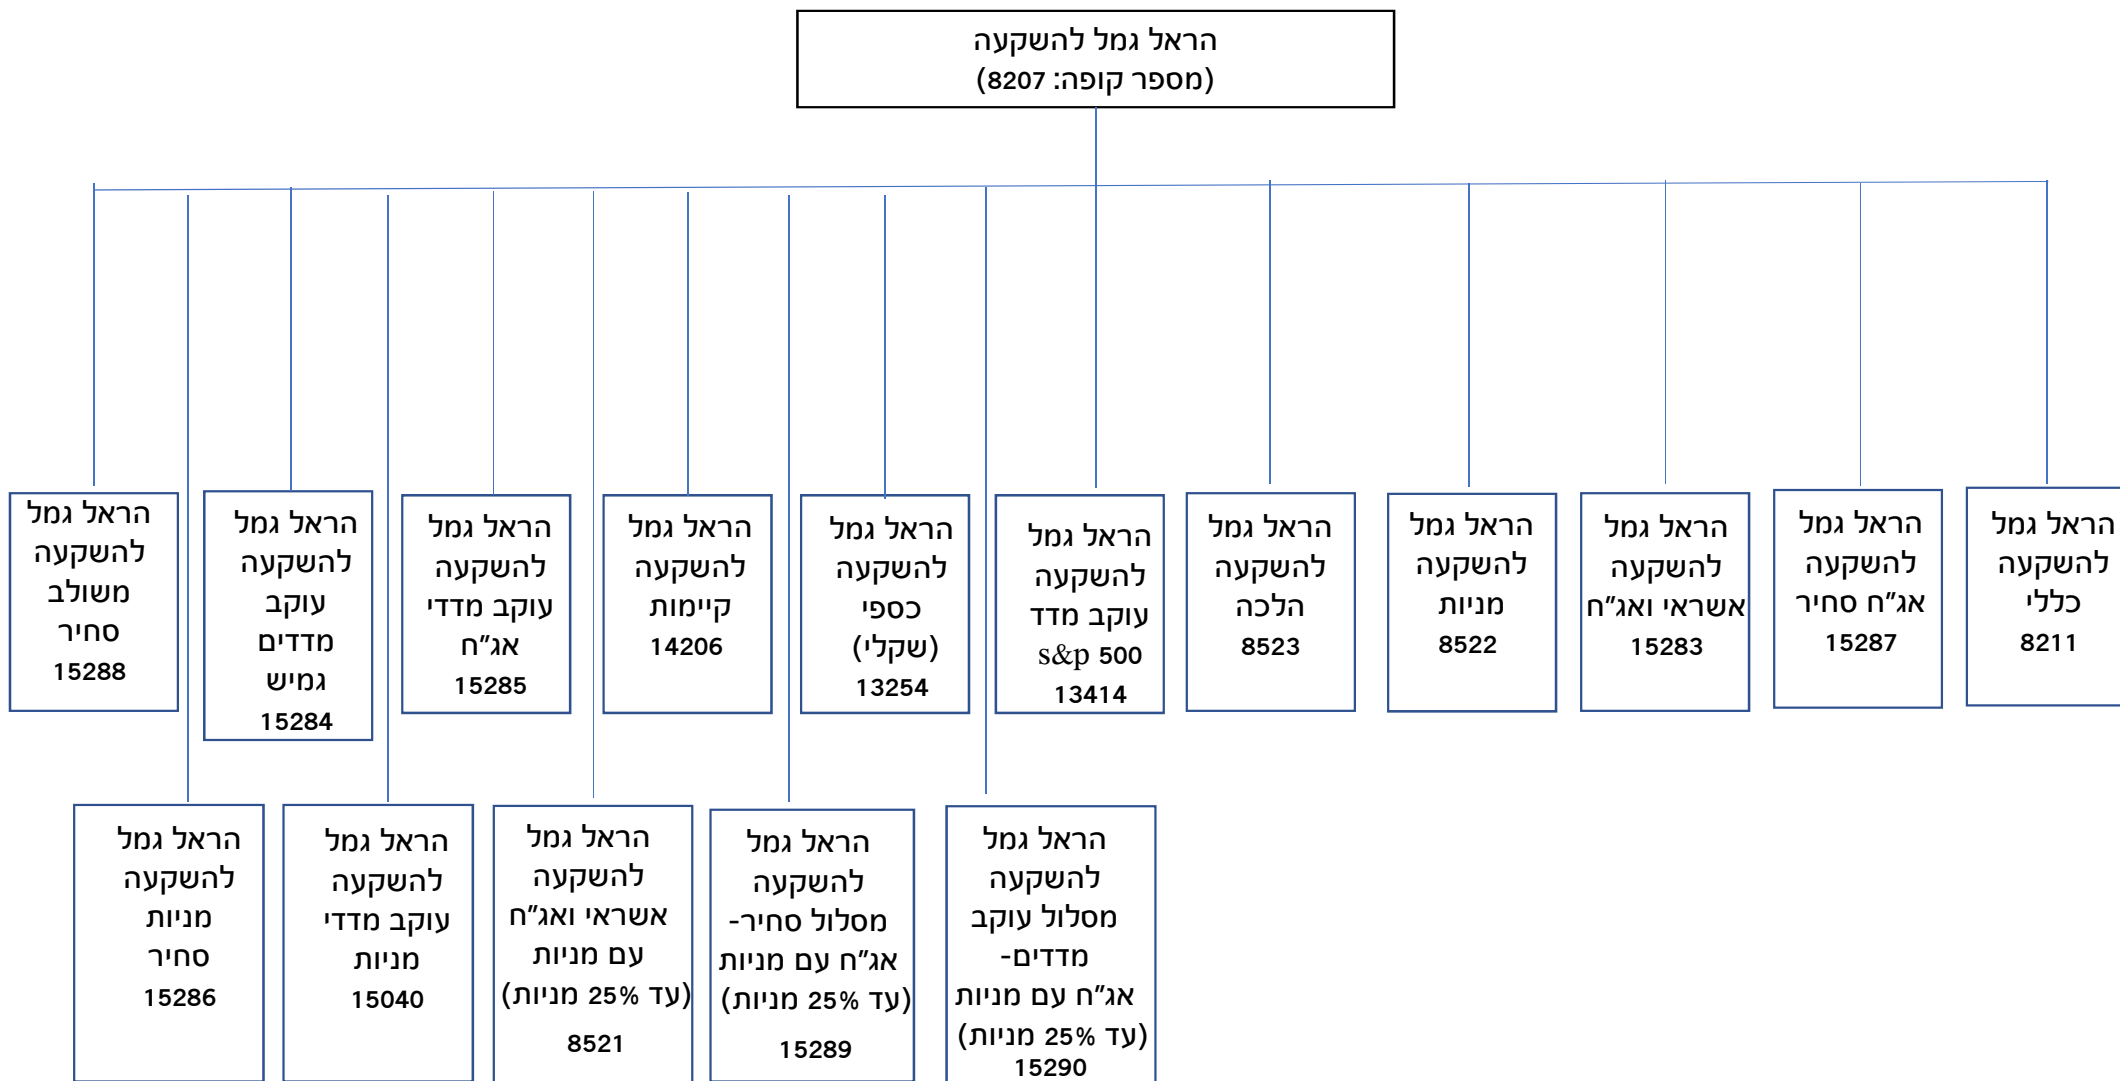 הראל גמל להשקעה
(מספר קופה: 8207)
הראל גמל
להשקעה
כללי
8211
הראל גמל
להשקעה
אג"ח סחיר
15287
הראל גמל
להשקעה
אשראי ואג"ח
15283
הראל גמל
להשקעה
מניות
8522
הראל גמל
להשקעה
הלכה
8523
הראל גמל
להשקעה
עוקב מדד
s&p 500
13414
הראל גמל
להשקעה
כספי
(שקלי)
13254
הראל גמל
להשקעה
קיימות
14206
הראל גמל
להשקעה
עוקב מדדי
אג"ח
15285
הראל גמל
להשקעה
עוקב
מדדים
גמיש
15284
הראל גמל
להשקעה
משולב
סחיר
15288
הראל גמל
להשקעה
מסלול עוקב
מדדים-
אג"ח עם מניות
(עד 25% מניות)
15290
הראל גמל
להשקעה
מסלול סחיר-
אג"ח עם מניות
(עד 25% מניות)
15289
הראל גמל
להשקעה
אשראי ואג"ח
עם מניות
(עד 25% מניות)
8521
הראל גמל
להשקעה
עוקב מדדי
מניות
15040
הראל גמל
להשקעה
מניות
סחיר
15286